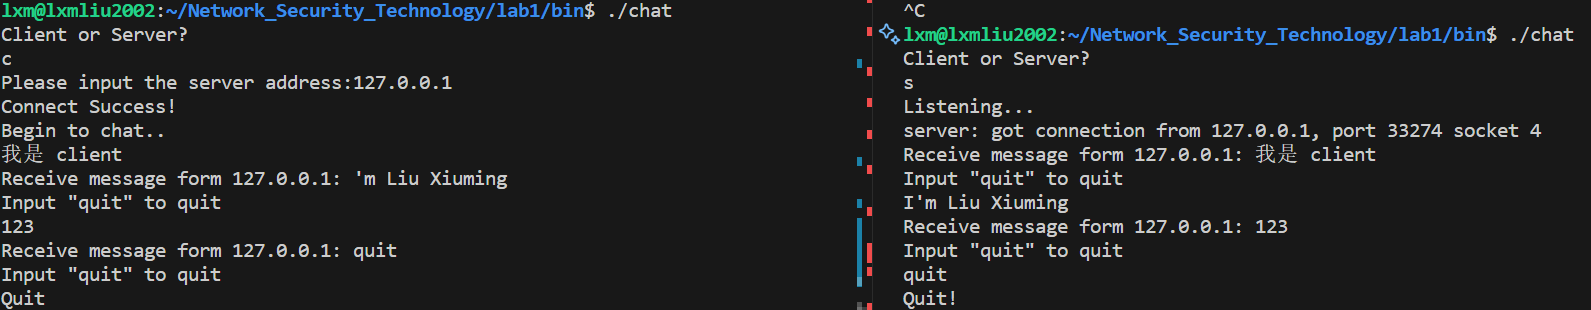 lxm@lxmliu2002:~/Network_Security_Technology/lab1/bin$ ./chat
Client or Server?
c
Please input the server address:127.0.0.1
Connect Success!
Begin to chat..
我是 client
Receive message form 127.0.0.1: 'm Liu Xiuming
Input "quit" to quit
123
Receive message form 127.0.0.1: quit
Input "quit" to quit
Quit
^C
lxm@lxmliu2002:~/Network_Security_Technology/lab1/bin$ ./chat
Client or Server?
s
Listening...
server: got connection from 127.0.0.1, port 33274 socket 4
Receive message form 127.0.0.1: 我是 client
Input "quit" to quit
I'm Liu Xiuming
Receive message form 127.0.0.1: 123
Input "quit" to quit
quit
Quit!